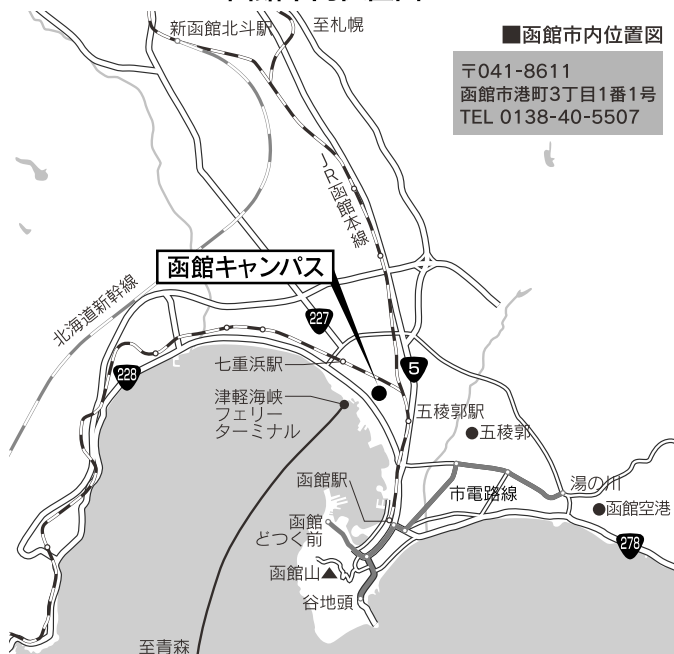 新函館北斗駅
至札幌
■函館市内位置図
〒041-8611
函館市港町3丁目1番1号
TEL 0138-40-5507
JR函館本線
函館キャンパス
北海道新幹線
227
228
七重浜駅
5
津軽海峡
フェリー
ターミナル
五稜郭駅
五稜郭
函館駅
市電路線
湯の川
函館空港
函館
どつく前
278
函館山
谷地頭
至青森